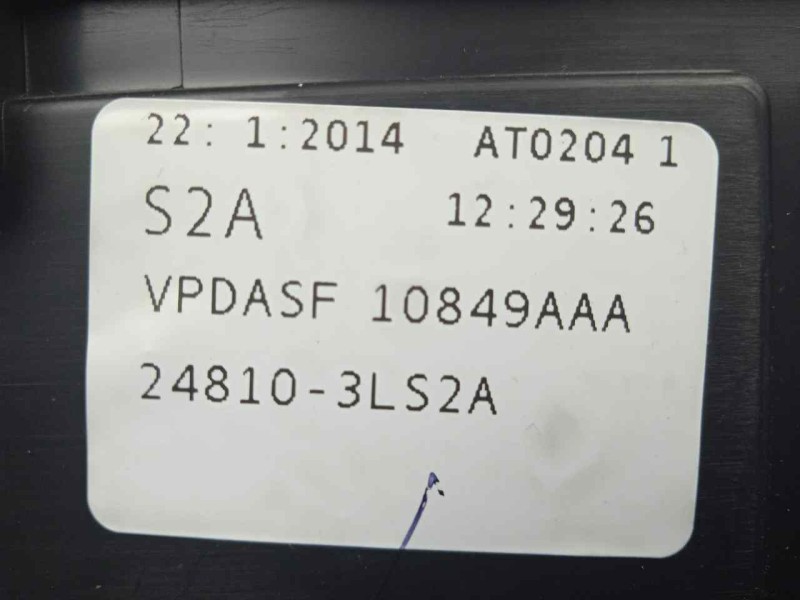 22: 1:2014 AT0204 1
S2A 12:29:26
VPDASF 10849AAA
24810-3LS2A